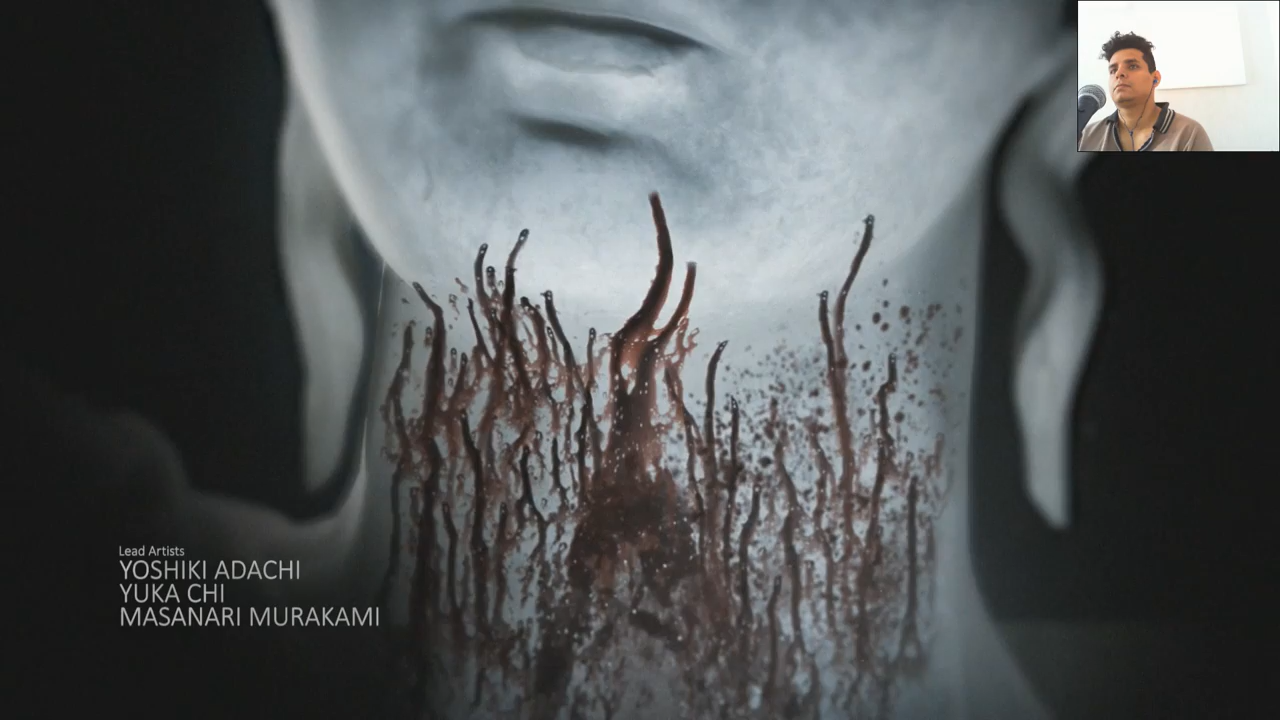 Lead Artists
YOSHIKI ADACHI
YUKA CHI
MASANARI MURAKAMI